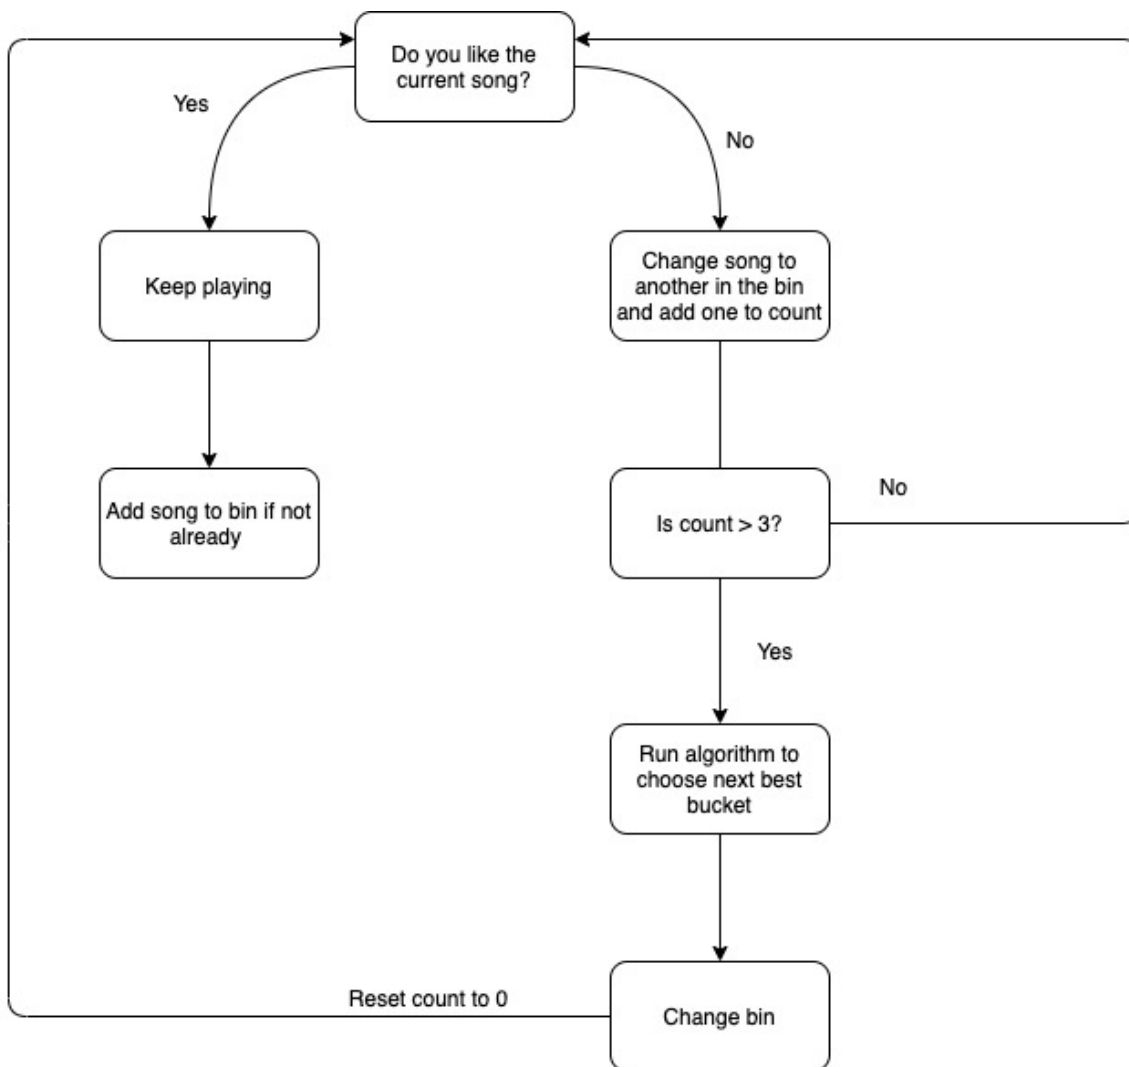 Do you like the
current song?
Yes
No
Keep playing
Change song to
another in the bin
and add one to count
Add song to bin if not
already
Is count > 3?
No
Yes
Run algorithm to
choose next best
bucket
Reset count to 0
Change bin